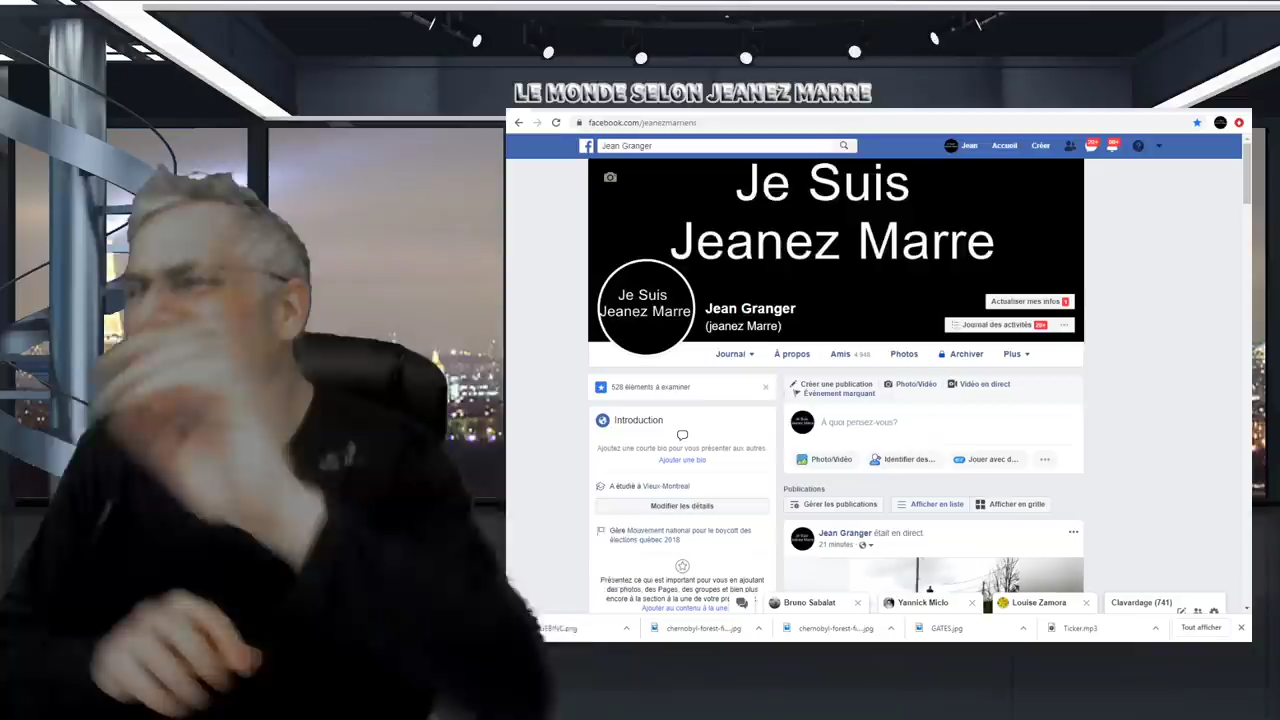 LE MONDE SELON JEANEZ MARRE
facebook.com/jeanezmarriens
Jean Granger
Jean
Accueil
Créer
20+
Je Suis
Jeanez Marre
Je Suis
Jeanez Marre
Jean Granger
(jeanez Marre)
Actualiser mes infos 1
Journal des activités 20+
Journal
À propos
Amis 4 948
Photos
Archiver
Plus
528 éléments à examiner
Créer une publication
Photo/Vidéo
Vidéo en direct
Événement marquant
Introduction
Ajoutez une courte bio pour vous présenter aux autres.
Ajouter une bio
À quoi pensez-vous?
Photo/Vidéo
Identifier des...
Jouer avec d...
A étudié à Vieux-Montreal
Modifier les détails
Gère Mouvement national pour le boycott des
élections québec 2018
Présentez ce qui est important pour vous en ajoutant
des photos, des Pages, des groupes et bien plus
encore à la section à la une de votre
Ajouter au contenu à la une
Publications
Gérer les publications
Afficher en liste
Afficher en grille
Jean Granger était en direct
21 minutes
Bruno Sabalat
Yannick Miclo
Louise Zamora
Clavardage (741)
chernobyl-forest-fi....jpg
chernobyl-forest-fi....jpg
GATES.jpg
Ticker.mp3
Tout afficher